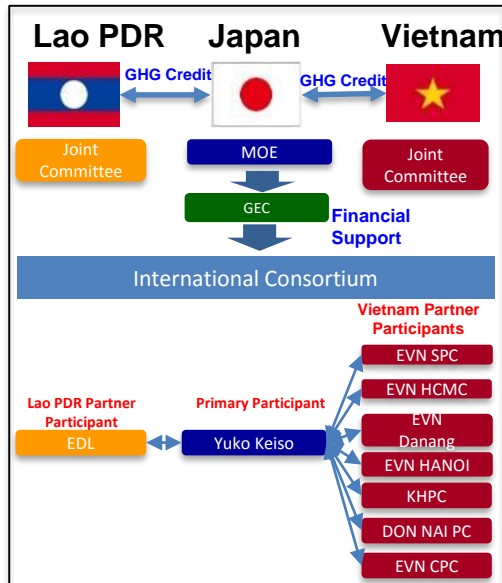 Lao PDR
Japan
Vietnam
GHG Credit
GHG Credit
Joint
Committee
MOE
Joint
Committee
GEC
Financial
Support
International Consortium
Vietnam Partner
Participants
EVN SPC
EVN HCMC
EVN
Danang
EVN HANOI
KHPC
DON NAI PC
EVN CPC
Lao PDR Partner
Participant
EDL
Primary Participant
Yuko Keiso